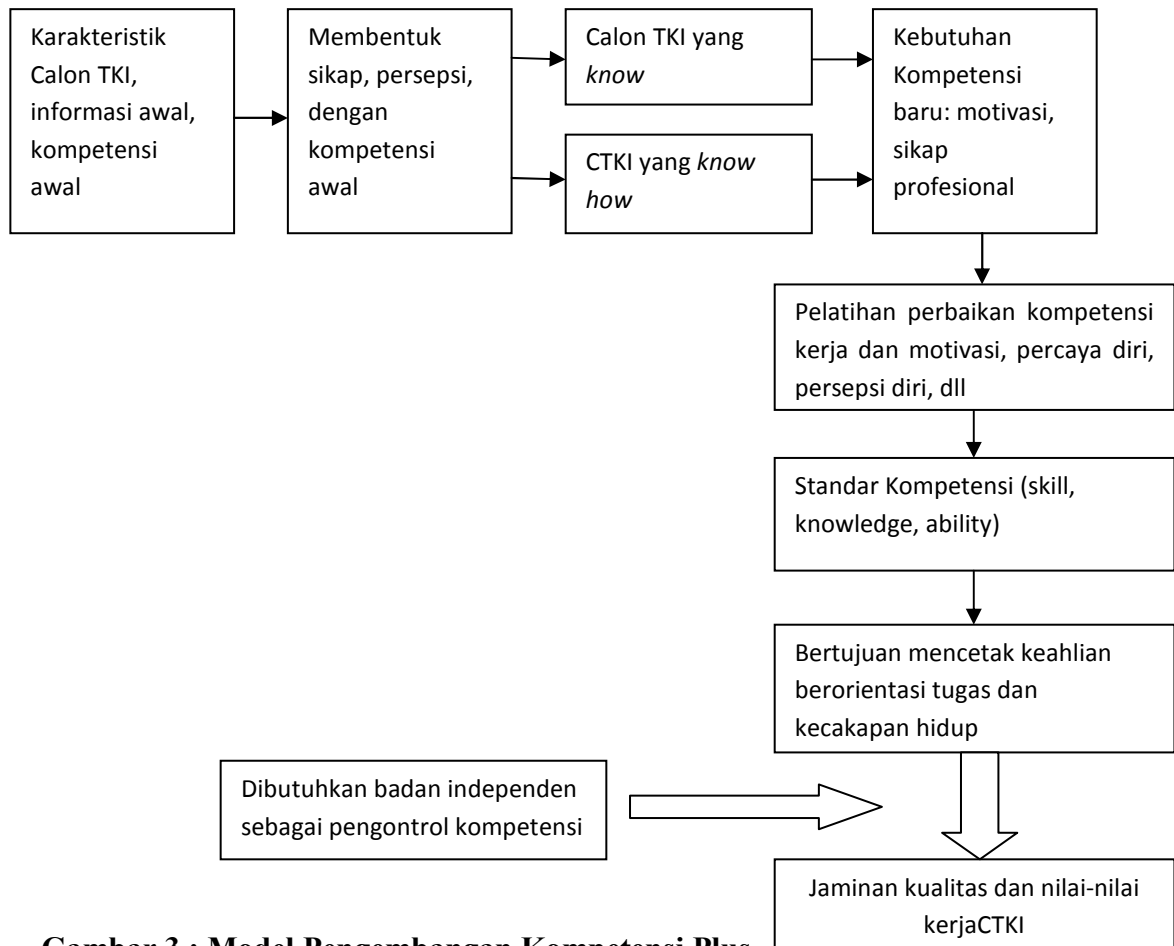 Karakteristik
Calon TKI,
informasi awal,
kompetensi
awal
Membentuk
sikap, persepsi,
dengan
kompetensi
awal
Calon TKI yang
know
CTKI yang know
how
Kebutuhan
Kompetensi
baru: motivasi,
sikap
profesional
Pelatihan perbaikan kompetensi
kerja dan motivasi, percaya diri,
persepsi diri, dll
Standar Kompetensi (skill,
knowledge, ability)
Bertujuan mencetak keahlian
berorientasi tugas dan
kecakapan hidup
Dibutuhkan badan independen
sebagai pengontrol kompetensi
Jaminan kualitas dan nilai-nilai
kerjaCTKI
Gambar 3 : Model Pengembangan Kompetensi Plus